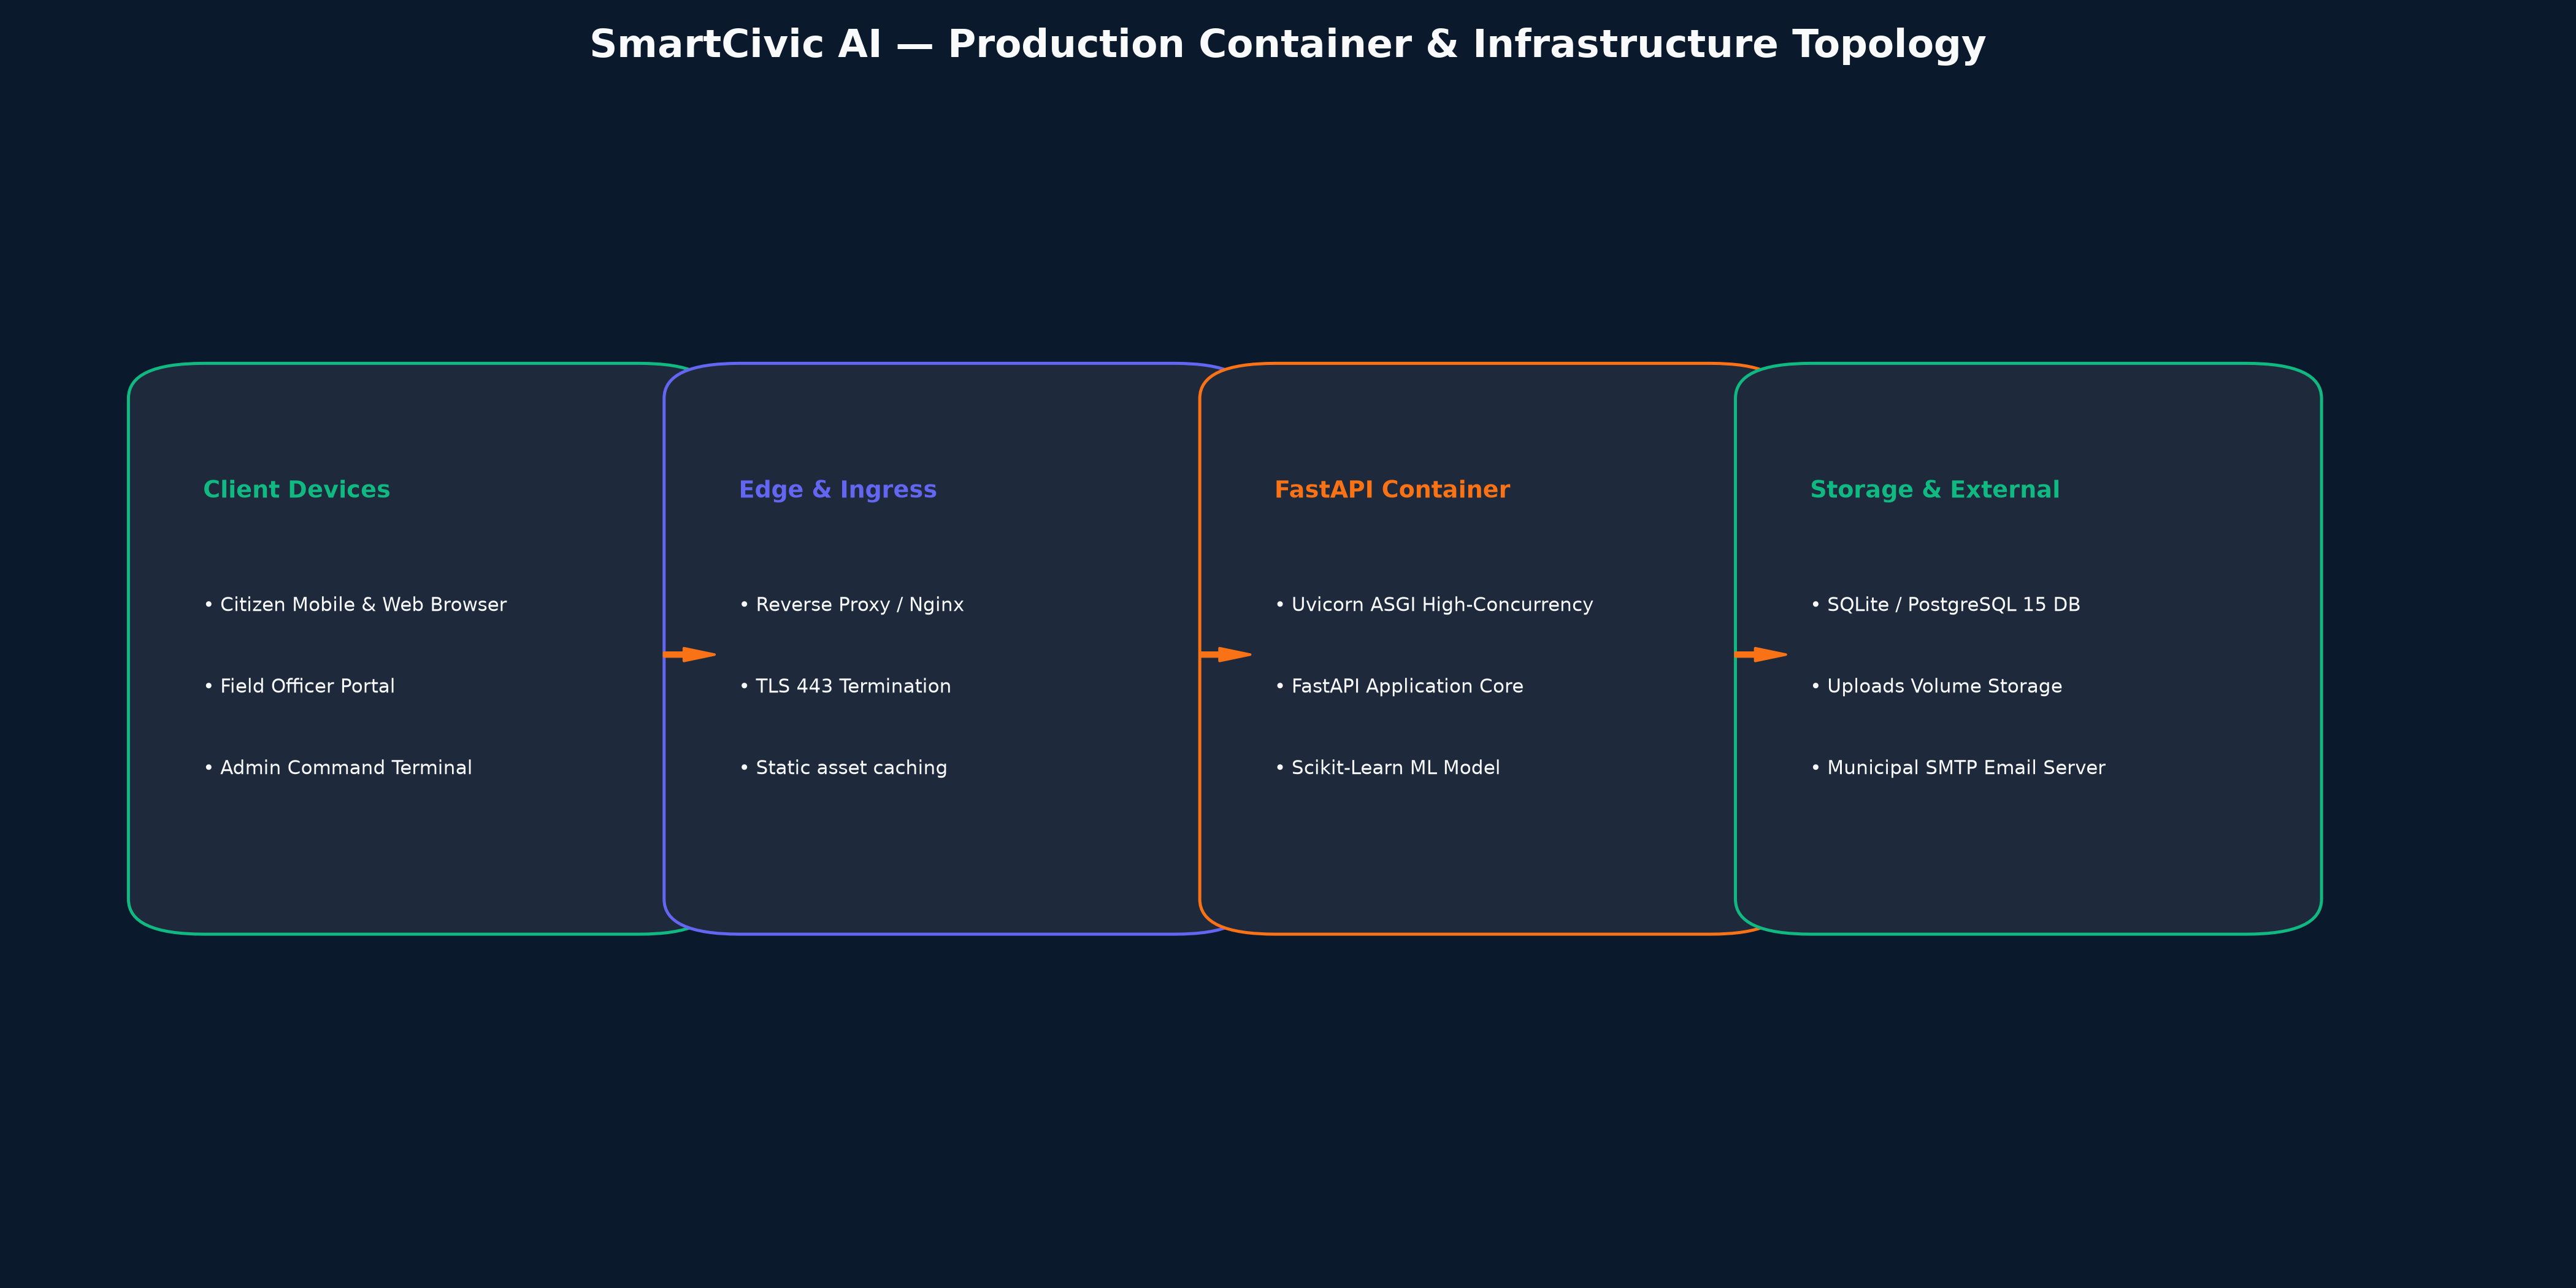 SmartCivic AI — Production Container & Infrastructure Topology
Client Devices
• Citizen Mobile & Web Browser
• Field Officer Portal
• Admin Command Terminal
Edge & Ingress
• Reverse Proxy / Nginx
• TLS 443 Termination
• Static asset caching
FastAPI Container
• Uvicorn ASGI High-Concurrency
• FastAPI Application Core
• Scikit-Learn ML Model
Storage & External
• SQLite / PostgreSQL 15 DB
• Uploads Volume Storage
• Municipal SMTP Email Server